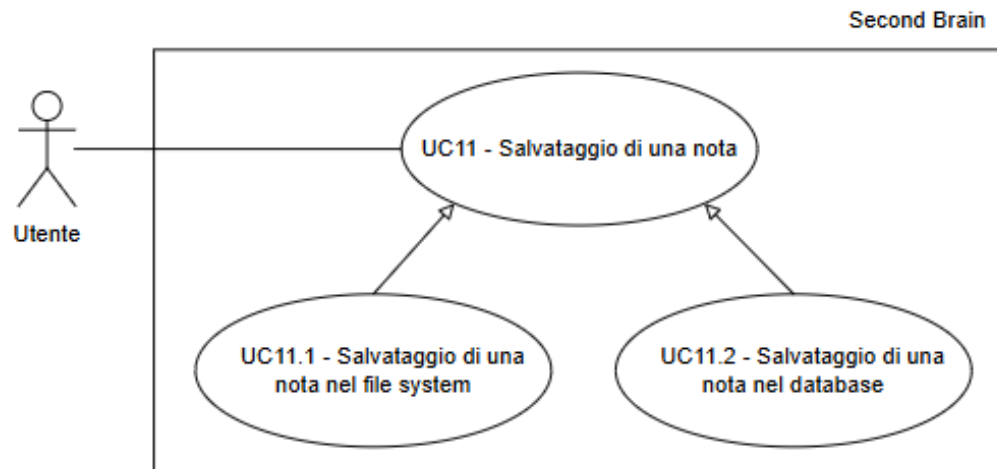 Second Brain
UC11 - Salvataggio di una nota
Utente
UC11.1 - Salvataggio di una
nota nel file system
UC11.2 - Salvataggio di una
nota nel database